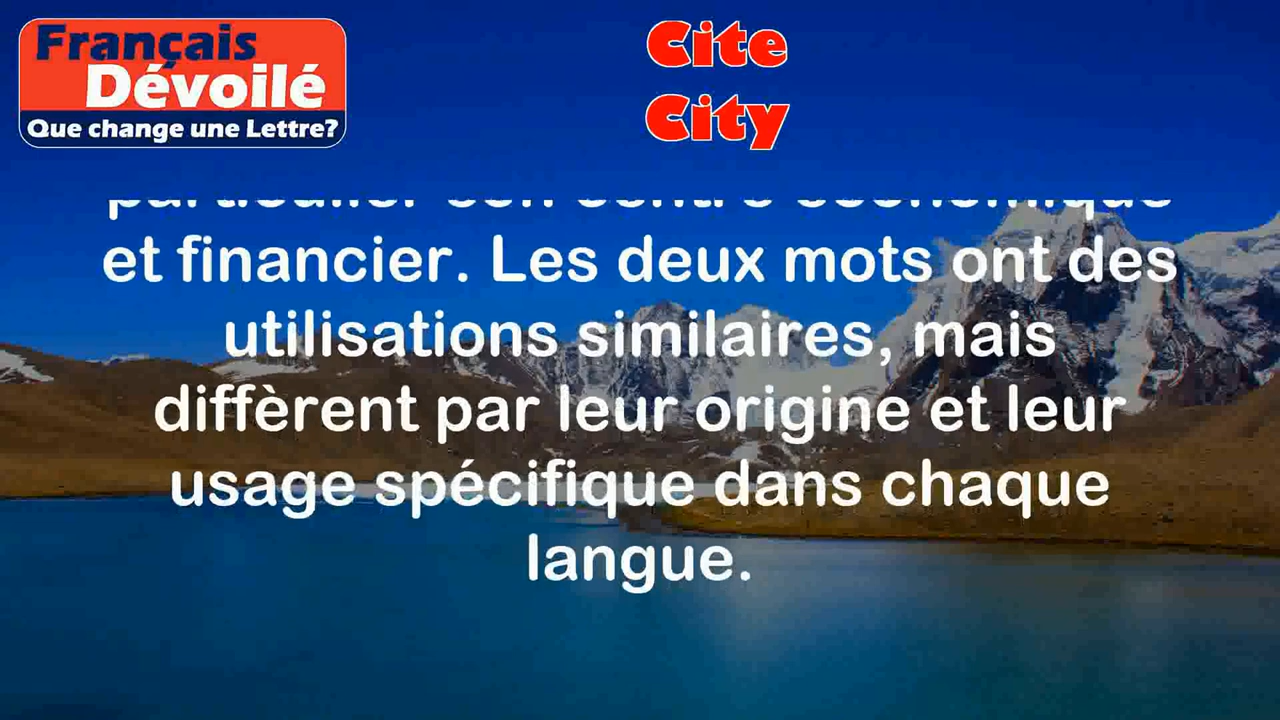 Français
Dévoilé
Que change une Lettre?
Cite
City
et financier. Les deux mots ont des
utilisations similaires, mais
diffèrent par leur origine et leur
usage spécifique dans chaque
langue.